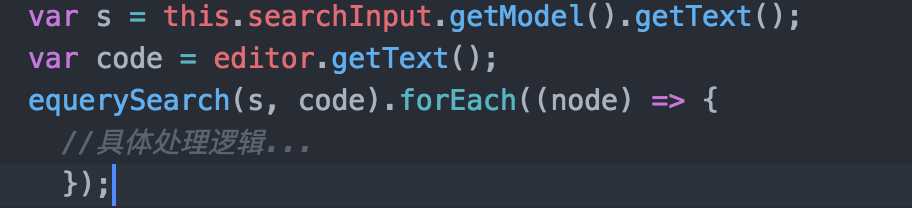 var s = this.searchInput.getModel().getText();
var code = editor.getText();
equerySearch(s, code).forEach((node) => {
//具体处理逻辑...
});